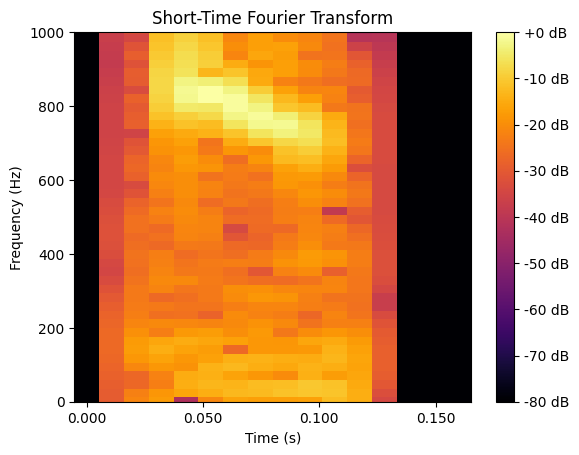 Short-Time Fourier Transform
1000
800
600
400
200
0
Frequency (Hz)
0.000
0.050
0.100
0.150
Time (s)
+0 dB
-10 dB
-20 dB
-30 dB
-40 dB
-50 dB
-60 dB
-70 dB
-80 dB